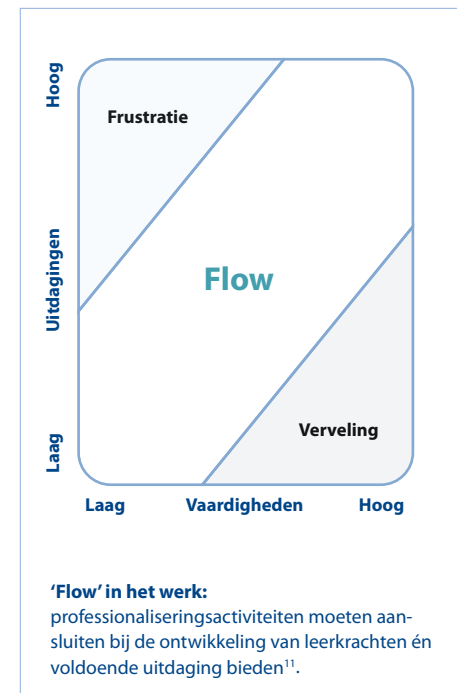 Hoog
Frustratie
Uitdagingen
Flow
Verveling
Laag
Laag Vaardigheden Hoog
‘Flow’ in het werk:
professionaliseringsactiviteiten moeten aan-
sluiten bij de ontwikkeling van leerkrachten én
voldoende uitdaging bieden¹¹.